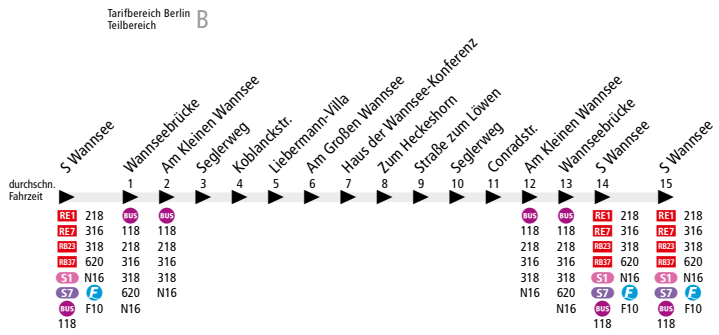 Tarifbereich Berlin
Teilbereich B
S Wannsee
Wannseebrücke
Am Kleinen Wannsee
Seglerweg
Koblanckstr.
Liebermann-Villa
Am Großen Wannsee
Haus der Wannsee-Konferenz
Zum Heckeshorn
Straße zum Löwen
Seglerweg
Conradstr.
Am Kleinen Wannsee
Wannseebrücke
S Wannsee
S Wannsee
durchschn.
Fahrzeit
1 2 3 4 5 6 7 8 9 10 11 12 13 14 15
RE1 218 BUS BUS BUS BUS RE1 218 RE1 218
RE7 316 118 118 118 118 RE7 316 RE7 316
RB23 318 218 218 218 218 RB23 318 RB23 318
RB37 620 316 316 316 316 RB37 620 RB37 620
S1 N16 318 318 318 318 S1 N16 S1 N16
S7 F 620 N16 N16 620 S7 F S7 F
BUS F10 N16 N16 BUS F10 BUS F10
118 118 118